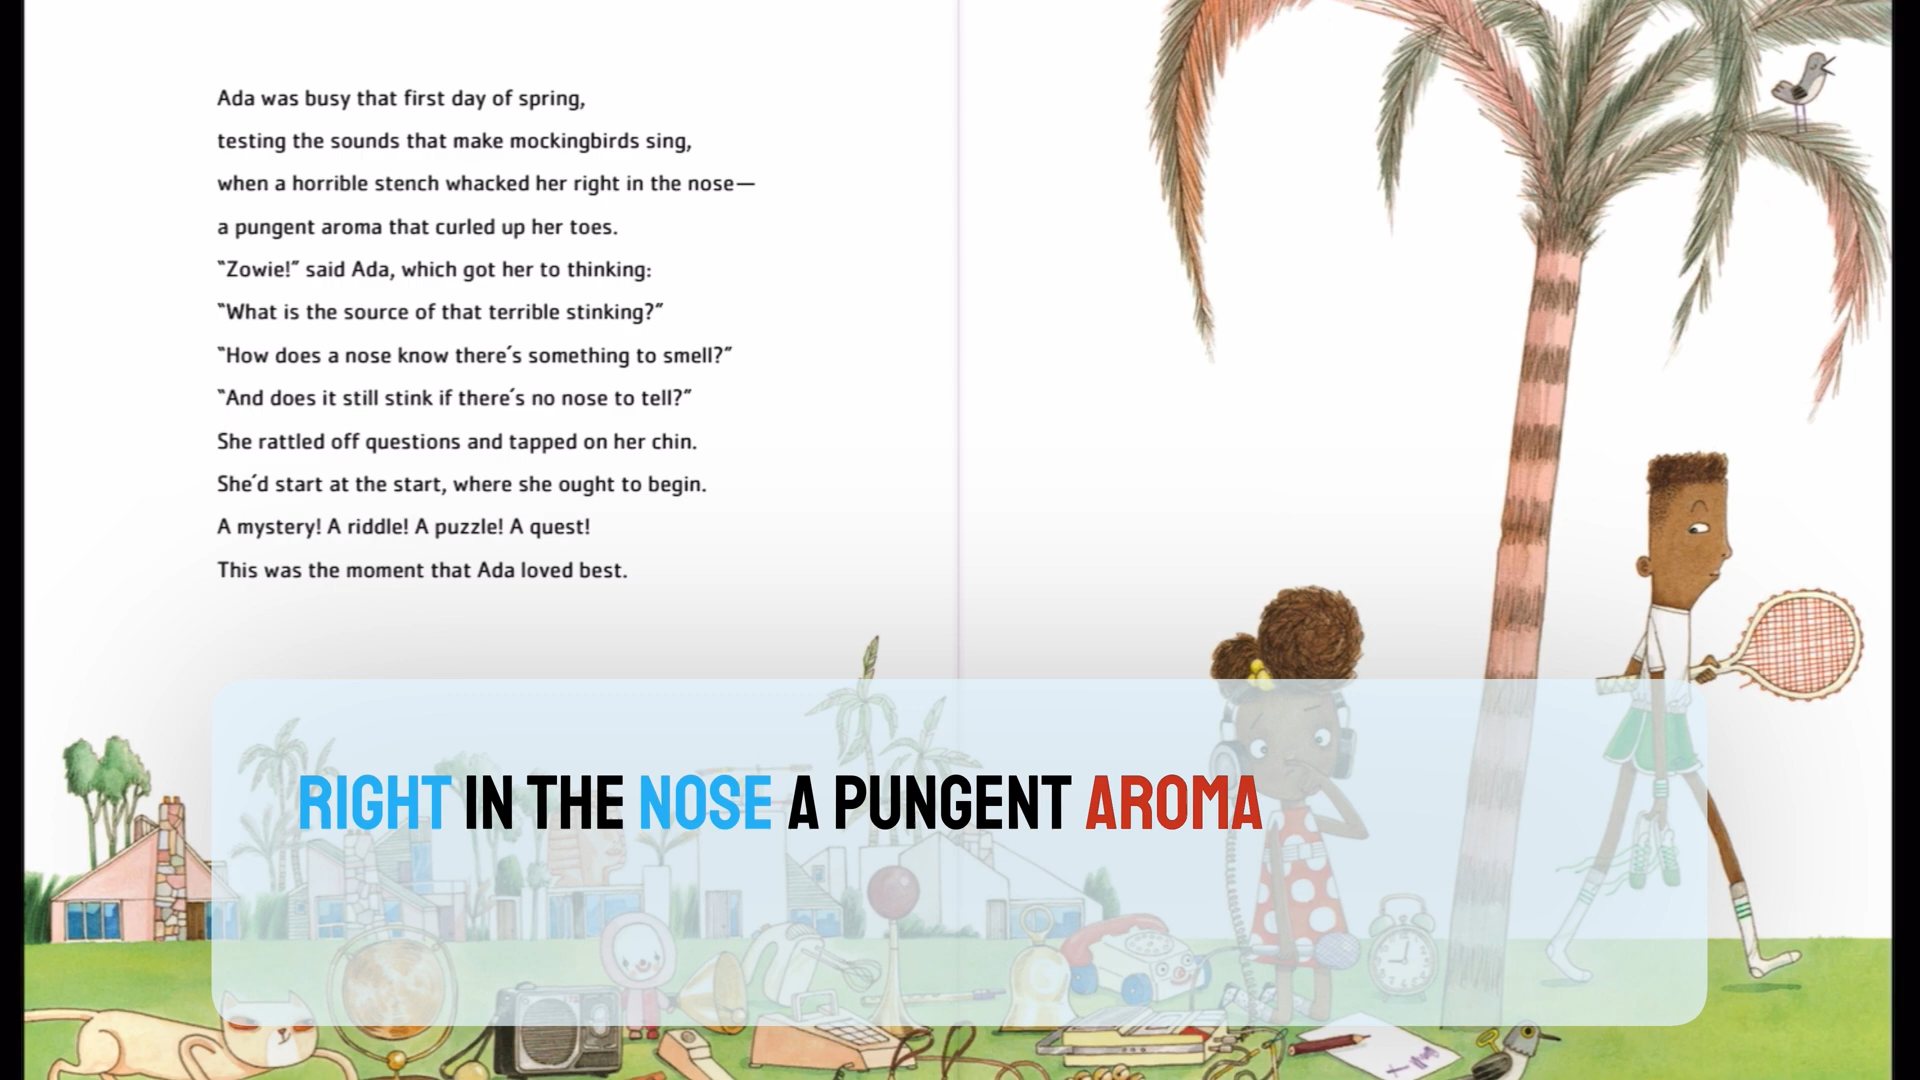 Ada was busy that first day of spring,
testing the sounds that make mockingbirds sing,
when a horrible stench whacked her right in the nose—
a pungent aroma that curled up her toes.
“Zowie!” said Ada, which got her to thinking:
“What is the source of that terrible stinking?”
“How does a nose know there’s something to smell?”
“And does it still stink if there’s no nose to tell?”
She rattled off questions and tapped on her chin.
She’d start at the start, where she ought to begin.
A mystery! A riddle! A puzzle! A quest!
This was the moment that Ada loved best.
RIGHT IN THE NOSE A PUNGENT AROMA